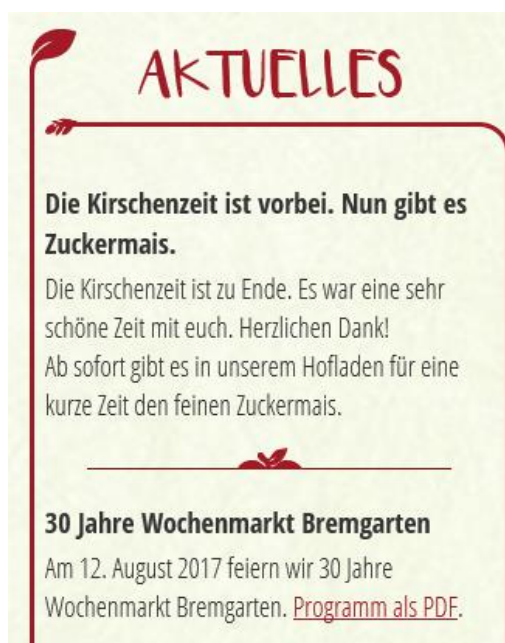 AKTUELLES
Die Kirschenzeit ist vorbei. Nun gibt es
Zuckermais.
Die Kirschenzeit ist zu Ende. Es war eine sehr
schöne Zeit mit euch. Herzlichen Dank!
Ab sofort gibt es in unserem Hofladen für eine
kurze Zeit den feinen Zuckermais.
30 Jahre Wochenmarkt Bremgarten
Am 12. August 2017 feiern wir 30 Jahre
Wochenmarkt Bremgarten. Programm als PDF.